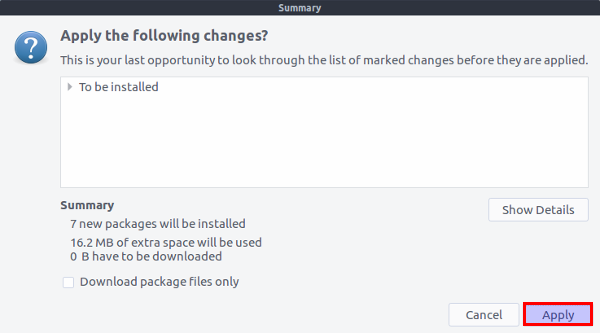 Summary
Apply the following changes?
This is your last opportunity to look through the list of marked changes before they are applied.
To be installed
Summary
Show Details
7 new packages will be installed
16.2 MB of extra space will be used
0 B have to be downloaded
Download package files only
Cancel
Apply